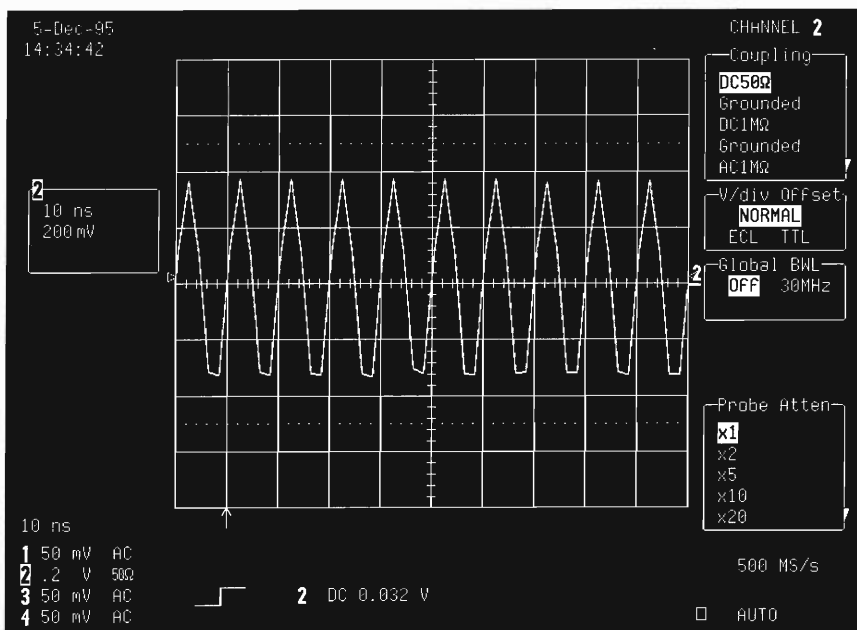 5-Dec-95
14:34:42
CHANNEL 2
Coupling
DC50Ω
Grounded
DC1MΩ
Grounded
AC1MΩ
2
10 ns
200 mV
V/div Offset
NORMAL
ECL TTL
2
Global BWL
Off 30MHz
Probe Atten
x1
x2
x5
x10
x20
10 ns
1 50 mV AC
2 .2 V 50Ω
3 50 mV AC
4 50 mV AC
2 DC 0.032 V
500 MS/s
AUTO